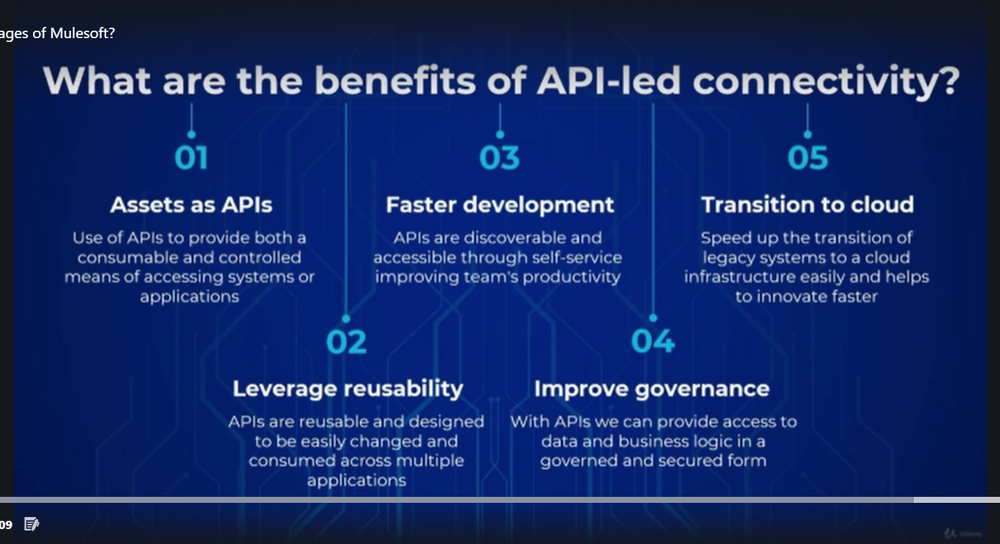 ages of Mulesoft?
What are the benefits of API-led connectivity?
01
Assets as APIs
Use of APIs to provide both a
consumable and controlled
means of accessing systems or
applications
02
Leverage reusability
APIs are reusable and designed
to be easily changed and
consumed across multiple
applications
03
Faster development
APIs are discoverable and
accessible through self-service
improving team's productivity
04
Improve governance
With APIs we can provide access to
data and business logic in a
governed and secured form
05
Transition to cloud
Speed up the transition of
legacy systems to a cloud
infrastructure easily and helps
to innovate faster
09
Udemy